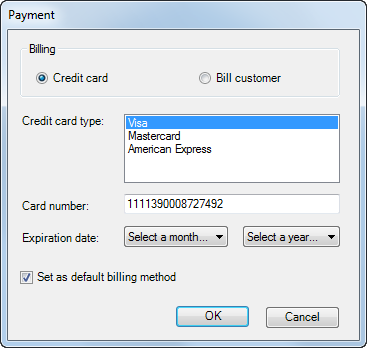 Payment
Billing
Credit card
Bill customer
Credit card type:
Visa
Mastercard
American Express
Card number:
1111390008727492
Expiration date:
Select a month...
Select a year...
Set as default billing method
OK
Cancel